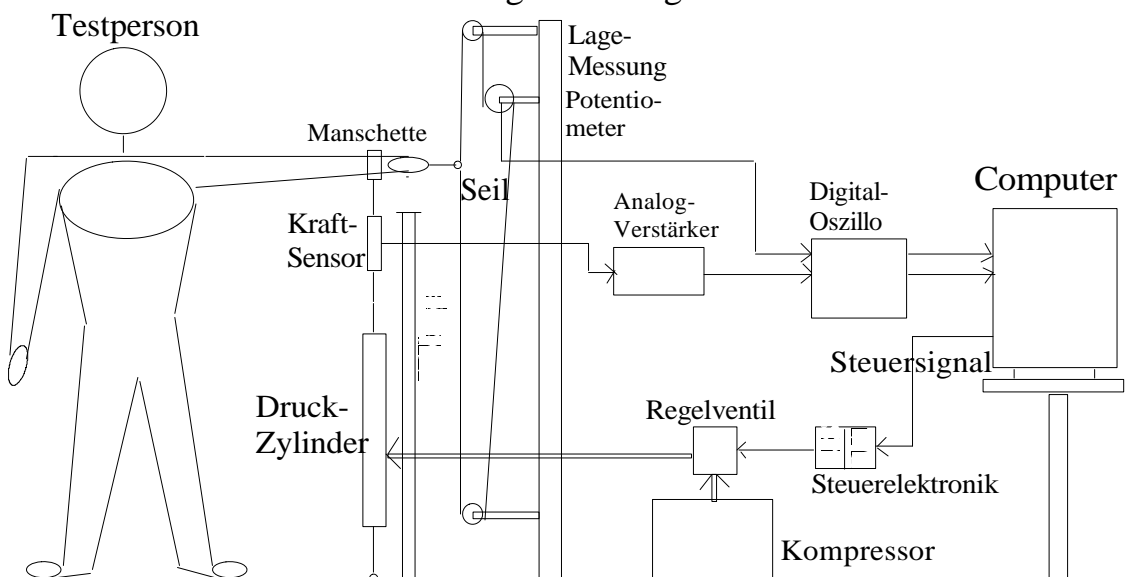 Testperson
Lage-
Messung
Potentio-
meter
Manschette
Seil
Kraft-
Sensor
Analog-
Verstärker
Digital-
Oszillo
Computer
Steuersignal
Druck-
Zylinder
Regelventil
Steuerelektronik
Kompressor